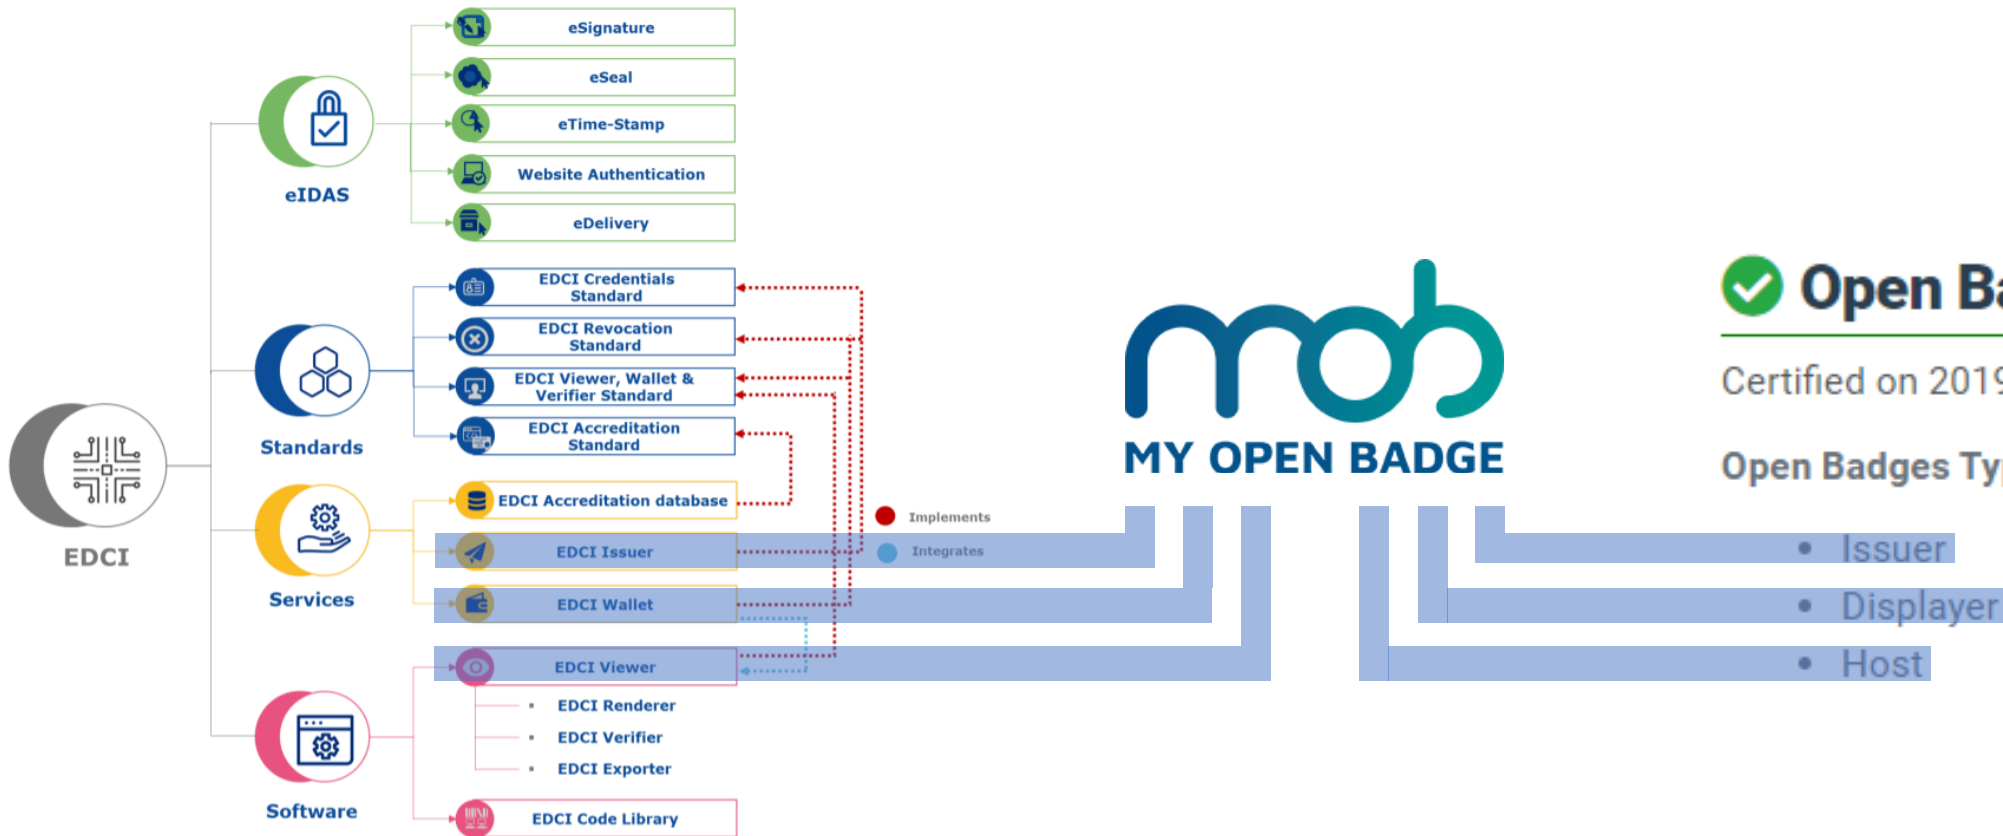 eSignature
eSeal
eTime-Stamp
Website Authentication
eDelivery
eIDAS
EDCI Credentials
Standard
EDCI Revocation
Standard
EDCI Viewer, Wallet &
Verifier Standard
EDCI Accreditation
Standard
Standards
EDCI
EDCI Accreditation database
EDCI Issuer
EDCI Wallet
Services
EDCI Viewer
EDCI Renderer
EDCI Verifier
EDCI Exporter
EDCI Code Library
Software
Implements
Integrates
mob
MY OPEN BADGE
Open Ba
Certified on 2019
Open Badges Ty
• Issuer
• Displayer
• Host